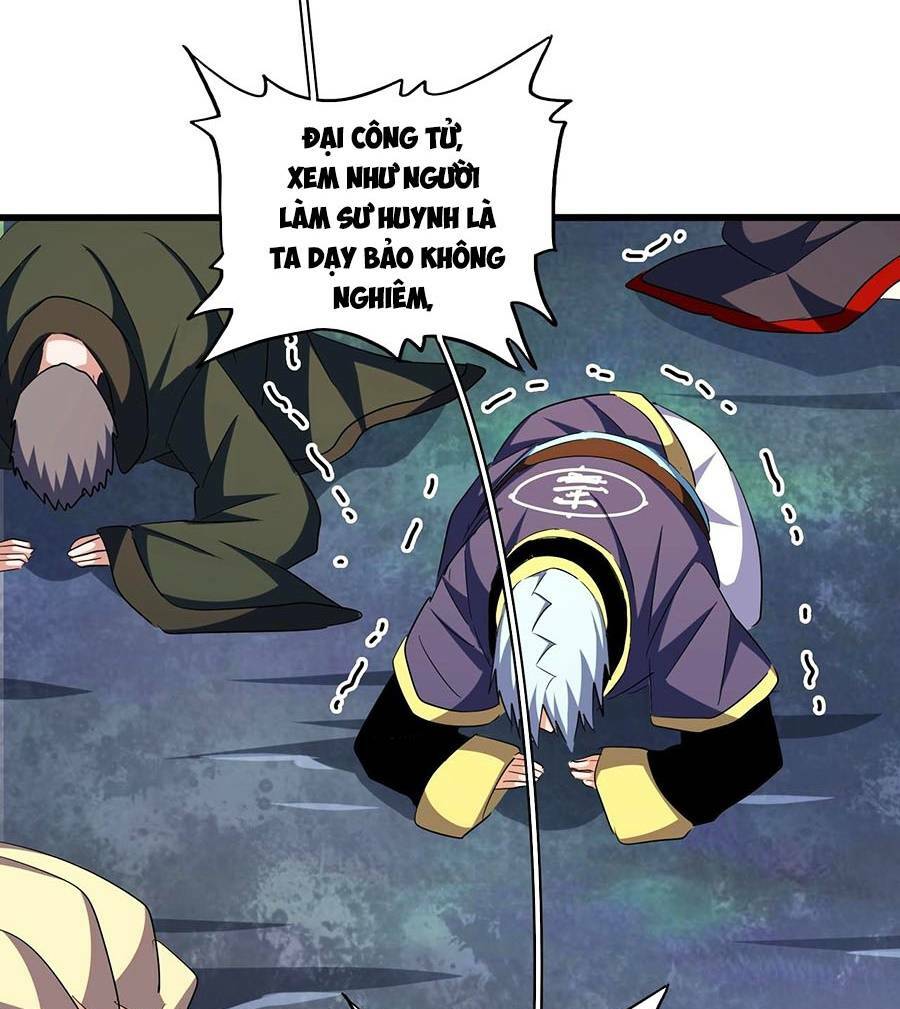 ĐẠI CÔNG TỬ,
XEM NHƯ NGƯỜI
LÀM SƯ HUYNH LÀ
TA DẠY BẢO KHÔNG
NGHIÊM,